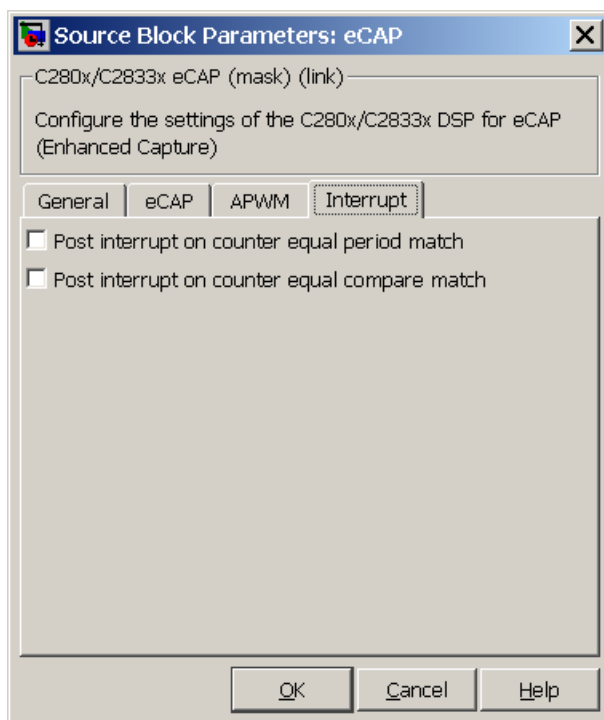 Source Block Parameters: eCAP
C280x/C2833x eCAP (mask) (link)
Configure the settings of the C280x/C2833x DSP for eCAP
(Enhanced Capture)
General eCAP APWM Interrupt
Post interrupt on counter equal period match
Post interrupt on counter equal compare match
OK Cancel Help